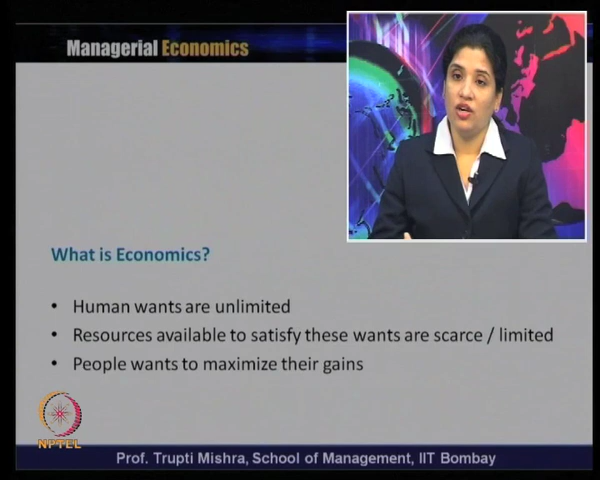 Managerial Economics
What is Economics?
• Human wants are unlimited
• Resources available to satisfy these wants are scarce / limited
• People wants to maximize their gains
NPTEL
Prof. Trupti Mishra, School of Management, IIT Bombay